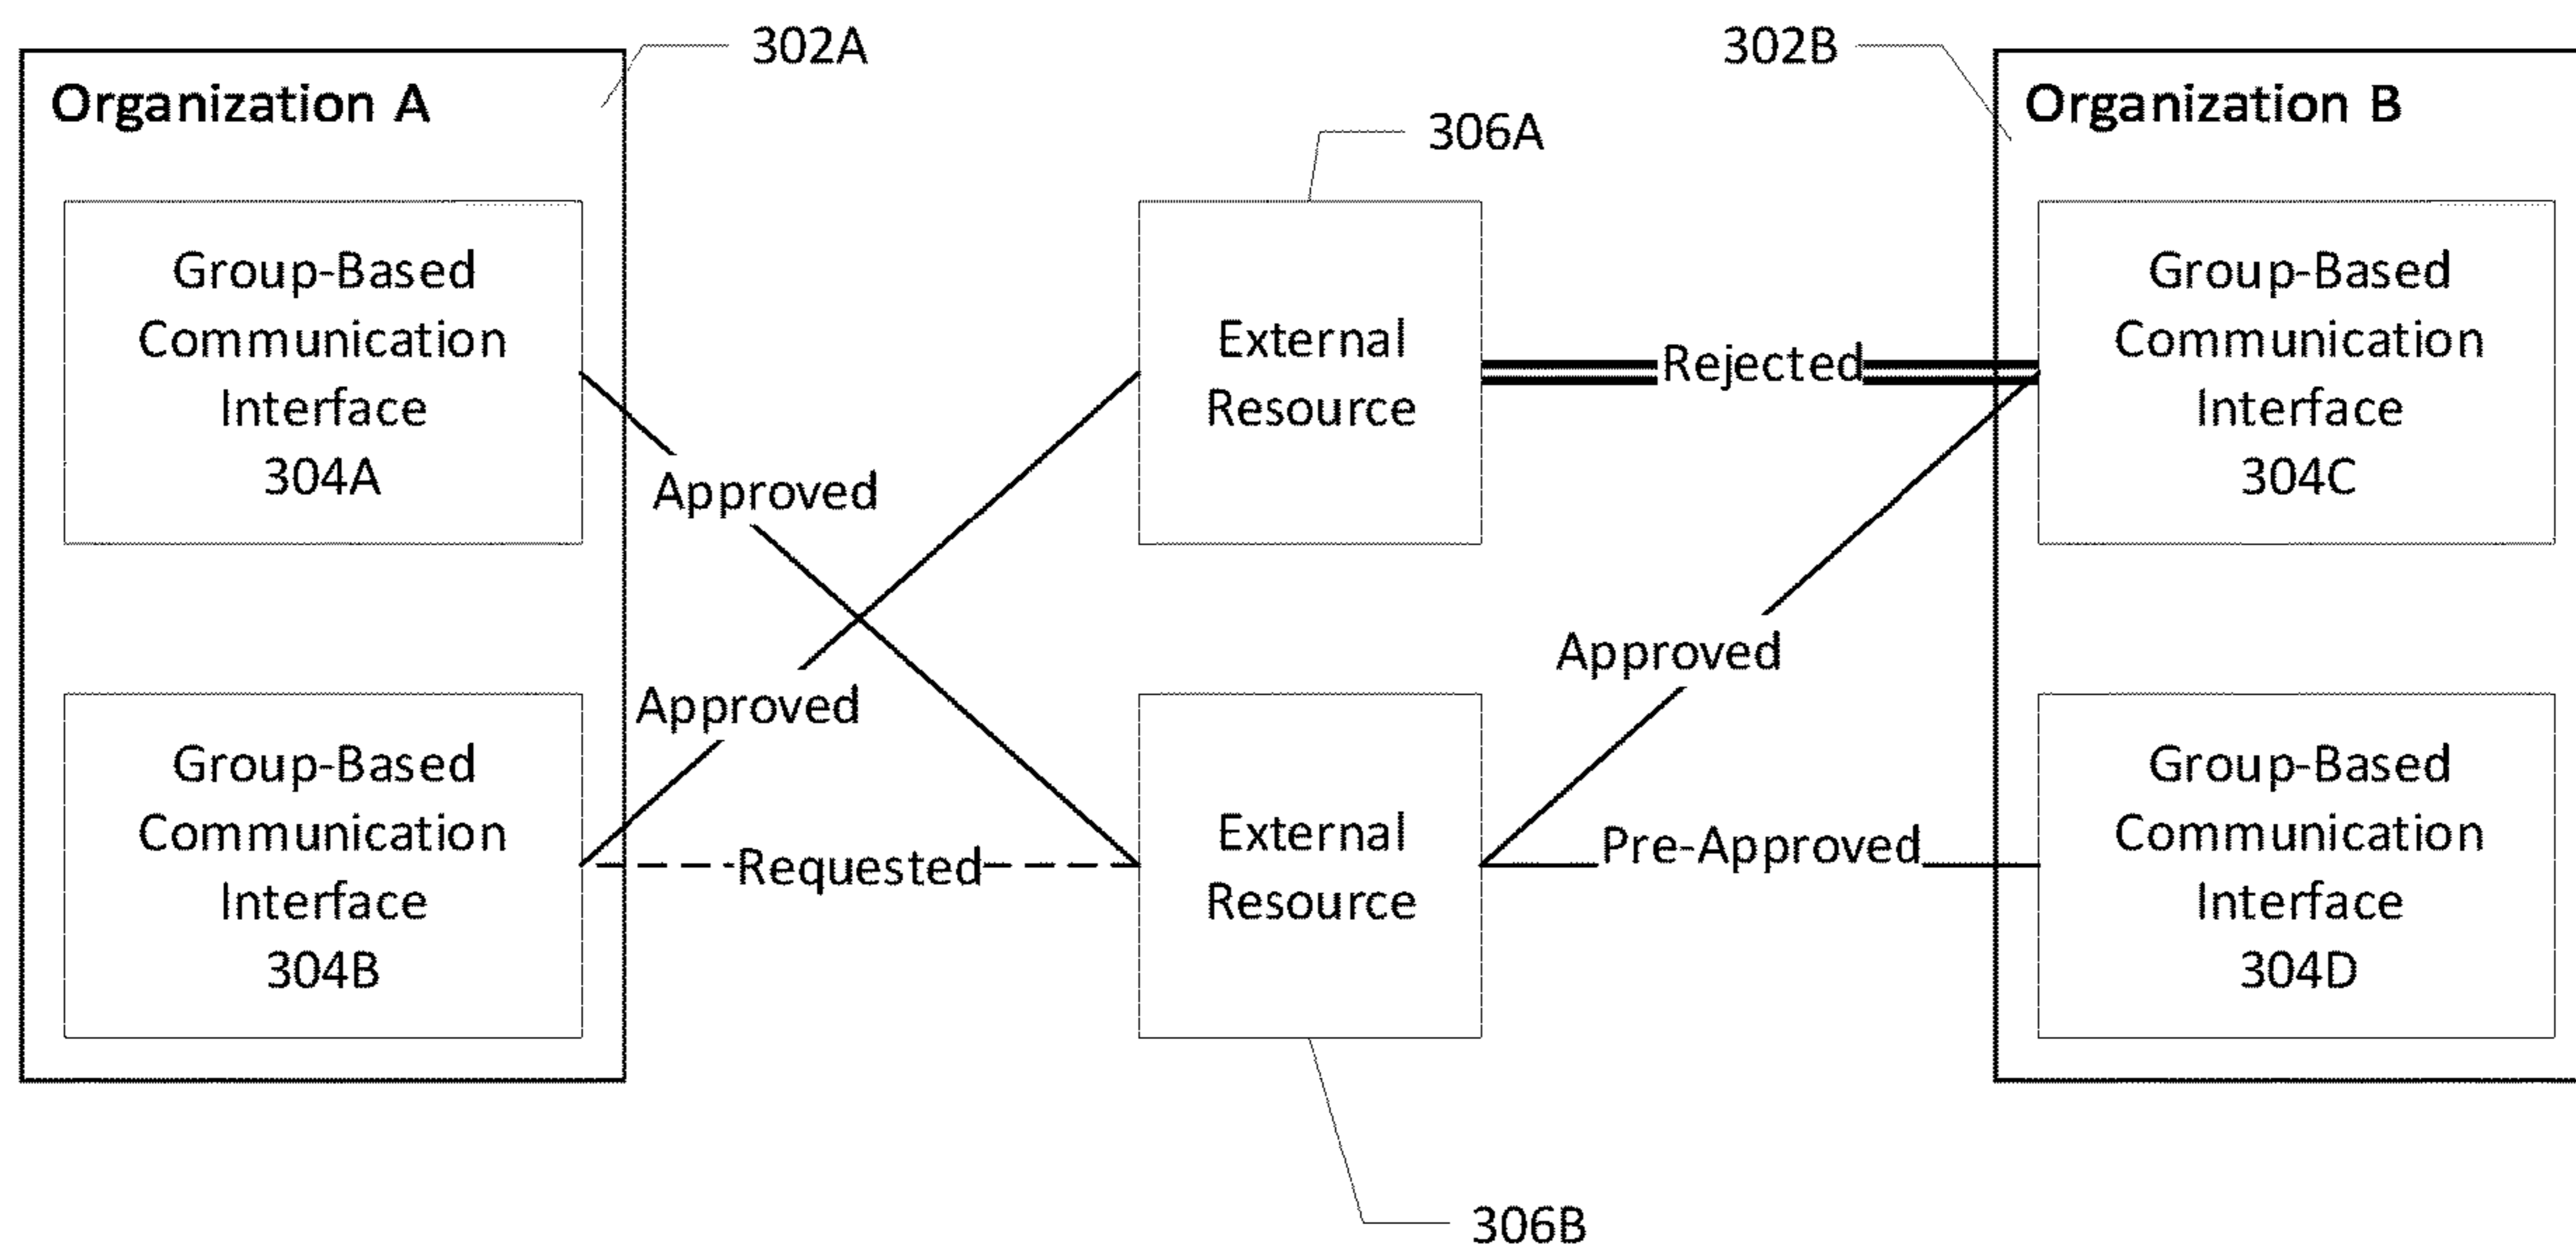 302A
302B
Organization A
Organization B
306A
Group-Based
Communication
Interface
304A
External
Resource
Rejected
Group-Based
Communication
Interface
304C
Approved
Approved
Approved
Group-Based
Communication
Interface
304B
Requested
External
Resource
Pre-Approved
Group-Based
Communication
Interface
304D
306B